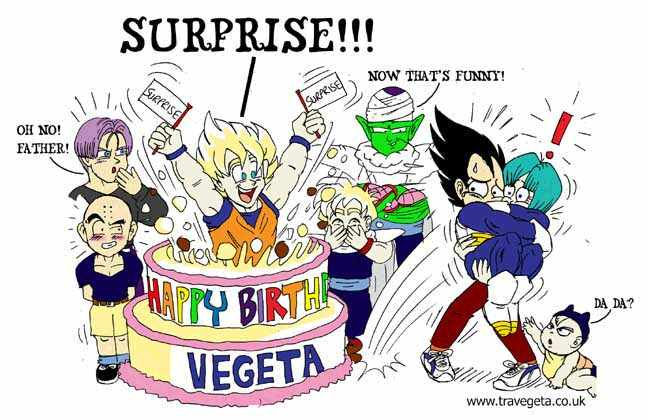 SURPRISE!!!
SURPRISE
SURPRISE
NOW THAT'S FUNNY!
OH NO!
FATHER!
!
HAPPY BIRTH
VEGETA
DA DA?
www.travegeta.co.uk